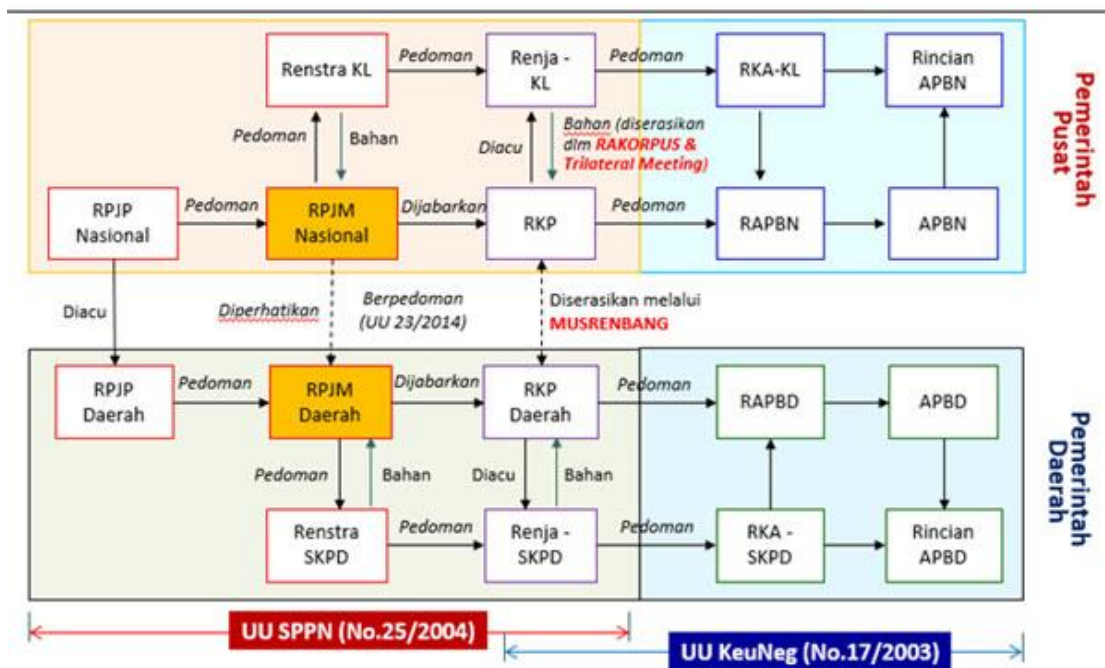 Renstra KL
Pedoman
Renja -
KL
Pedoman
RKA-KL
Rincian
APBN
Pemerintah
Pusat
Pedoman
Bahan
Diacu
Bahan (diserasikan
dlm RAKORPUS &
Trilateral Meeting)
RPJP
Nasional
Pedoman
RPJM
Nasional
Dijabarkan
RKP
Pedoman
RAPBN
APBN
Diacu
Diperhatikan
Berpedoman
(UU 23/2014)
Diserasikan melalui
MUSRENBANG
RPJP
Daerah
Pedoman
RPJM
Daerah
Dijabarkan
RKP
Daerah
Pedoman
RAPBD
APBD
Pemerintah
Daerah
Pedoman
Bahan
Diacu
Bahan
Renstra
SKPD
Pedoman
Renja -
SKPD
Pedoman
RKA -
SKPD
Rincian
APBD
UU SPPN (No.25/2004)
UU KeuNeg (No.17/2003)